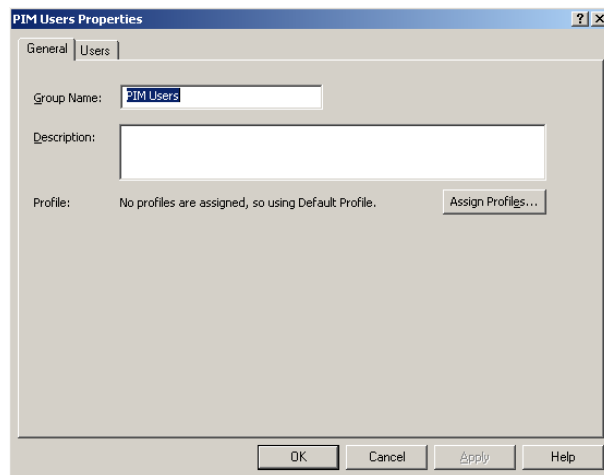 PIM Users Properties
General Users
Group Name: PIM Users
Description:
Profile: No profiles are assigned, so using Default Profile. Assign Profiles...
OK Cancel Apply Help